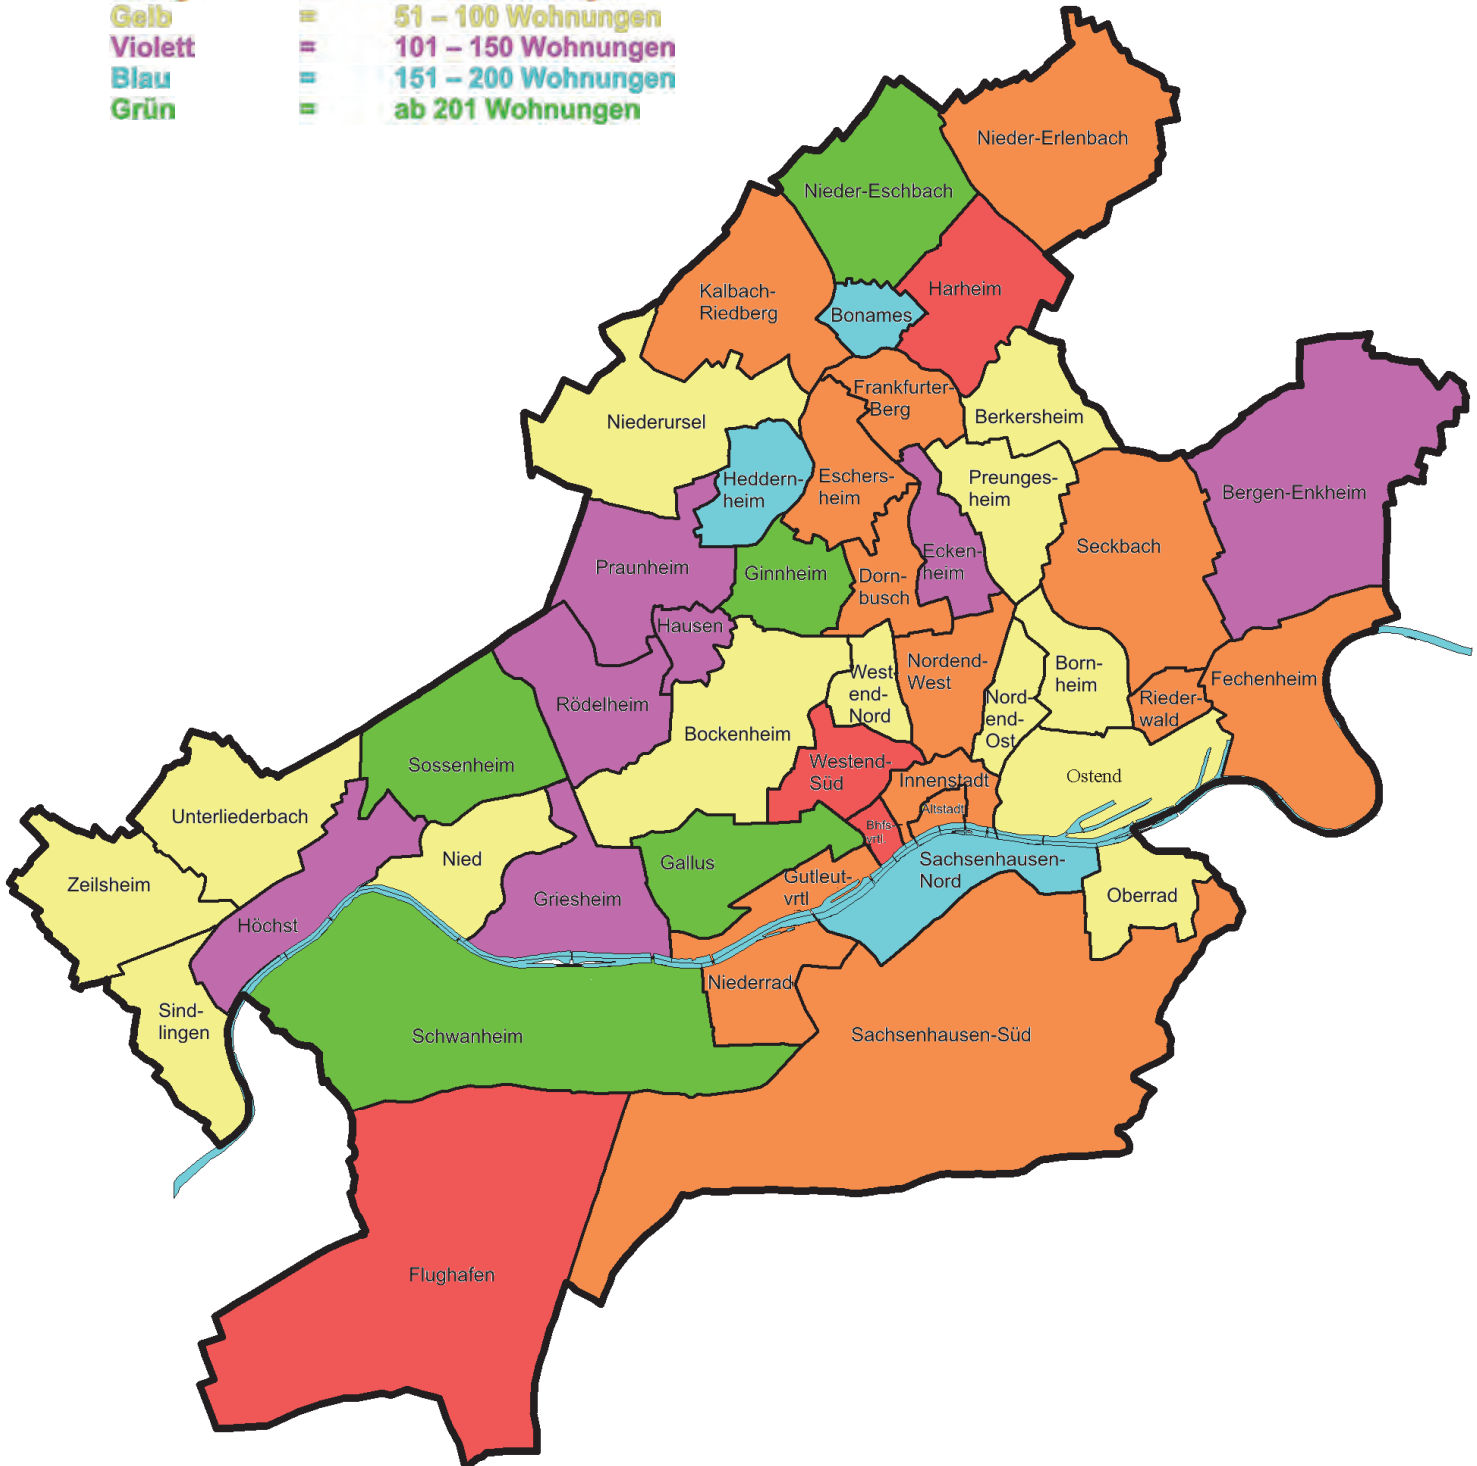 Gelb = 51 – 100 Wohnungen
Violett = 101 – 150 Wohnungen
Blau = 151 – 200 Wohnungen
Grün = ab 201 Wohnungen
Nieder-Erlenbach
Nieder-Eschbach
Harheim
Kalbach-
Riedberg
Bonames
Frankfurter-
Berg
Berkersheim
Niederursel
Heddern-
heim
Eschers-
heim
Preunges-
heim
Bergen-Enkheim
Seckbach
Ecken-
heim
Praunheim
Ginnheim
Dorn-
busch
Hausen
West-
end-
Nord
Nordend-
West
Born-
heim
Fechenheim
Rödelheim
Nord-
end-
Ost
Rieder-
wald
Bockenheim
Sossenheim
Westend-
Süd
Innenstadt
Ostend
Altstadt
Unterliederbach
Bhfs-
vrtl
Nied
Gallus
Sachsenhausen-
Nord
Zeilsheim
Gutleut-
vrtl
Oberrad
Griesheim
Höchst
Niederrad
Sind-
lingen
Schwanheim
Sachsenhausen-Süd
Flughafen